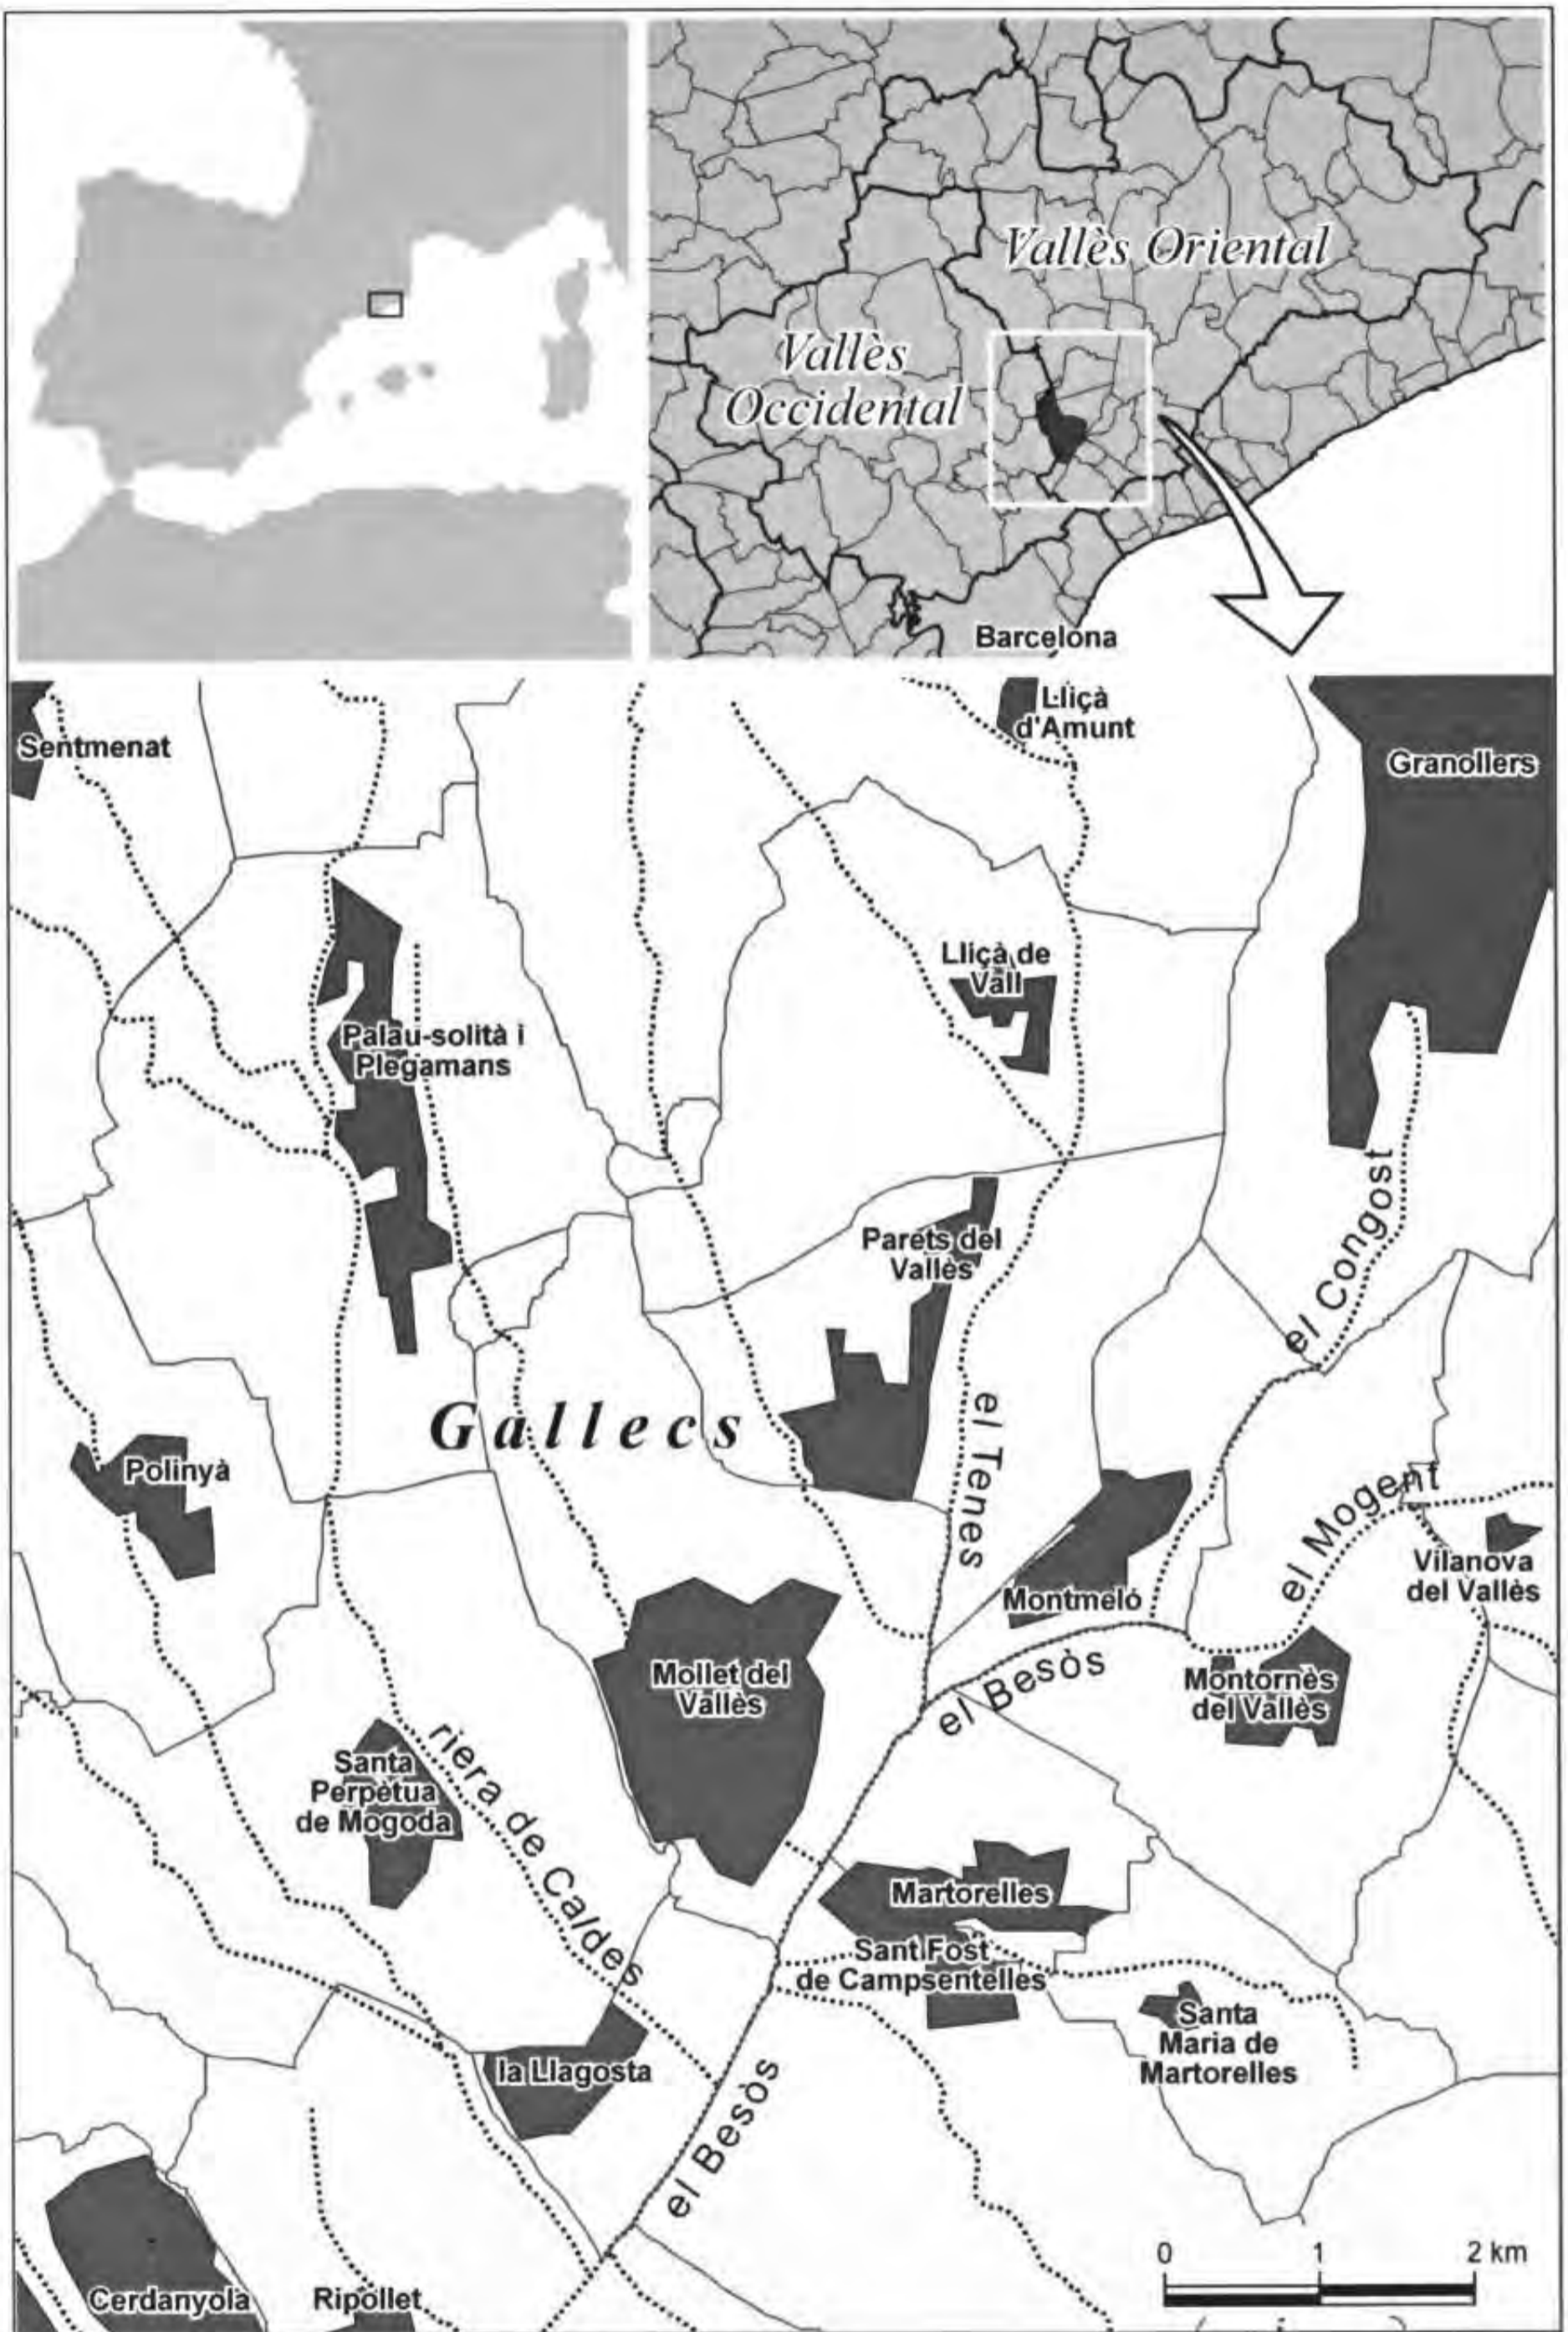 Vallès Oriental
Vallès
Occidental
Barcelona
Lliçà
d'Amunt
Sentmenat
Granollers
Lliçà de
Vall
Palau-solità i
Plegamans
el Congost
Parets del
Vallès
Gallecs
el Tenes
Polinyà
el Mogent
Vilanova
del Vallès
Montmeló
Mollet del
Vallès
el Besòs
Montornès
del Vallès
Santa
Perpètua
de Mogoda
riera de Caldes
Martorelles
Sant Fost
de Campsentelles
Santa
Maria de
Martorelles
la Llagosta
el Besòs
0 1 2 km
Cerdanyola
Ripollet